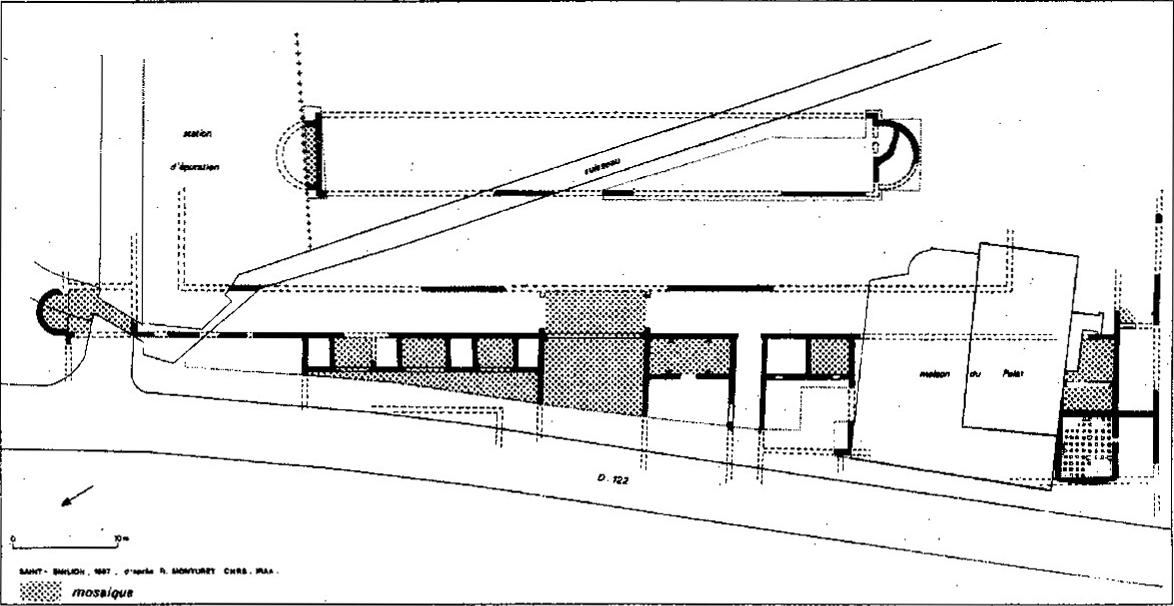 station
d'épuration
ruisseau
maison du Palat
D. 122
0 10 m
SAINT - EMILION, 1987, d'après R. MONTURET CNRS. IRAA.
mosaïque